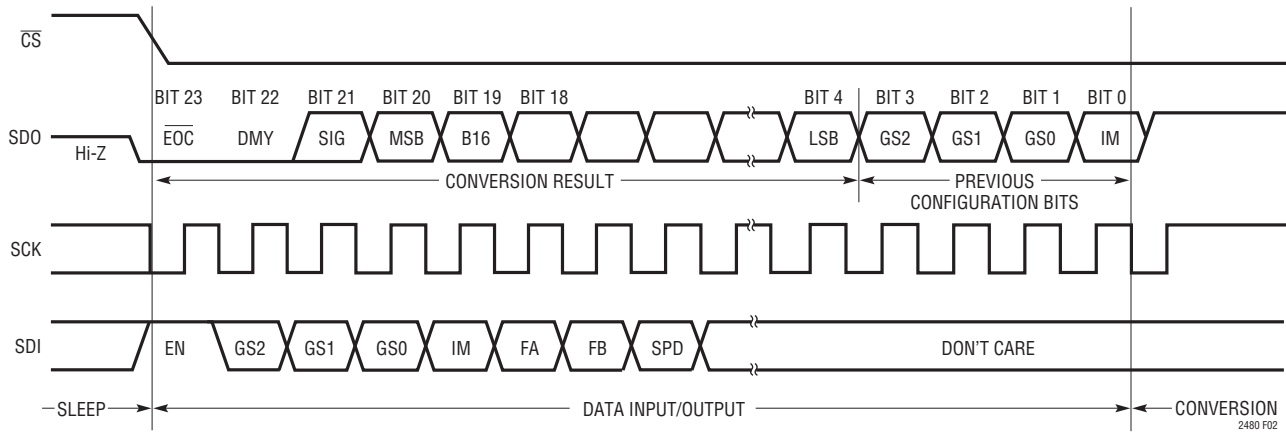 CS
BIT 23 BIT 22 BIT 21 BIT 20 BIT 19 BIT 18 BIT 4 BIT 3 BIT 2 BIT 1 BIT 0
SDO
Hi-Z
EOC DMY SIG MSB B16 LSB GS2 GS1 GS0 IM
CONVERSION RESULT
PREVIOUS
CONFIGURATION BITS
SCK
SDI
EN GS2 GS1 GS0 IM FA FB SPD DON'T CARE
SLEEP DATA INPUT/OUTPUT CONVERSION
2480 F02